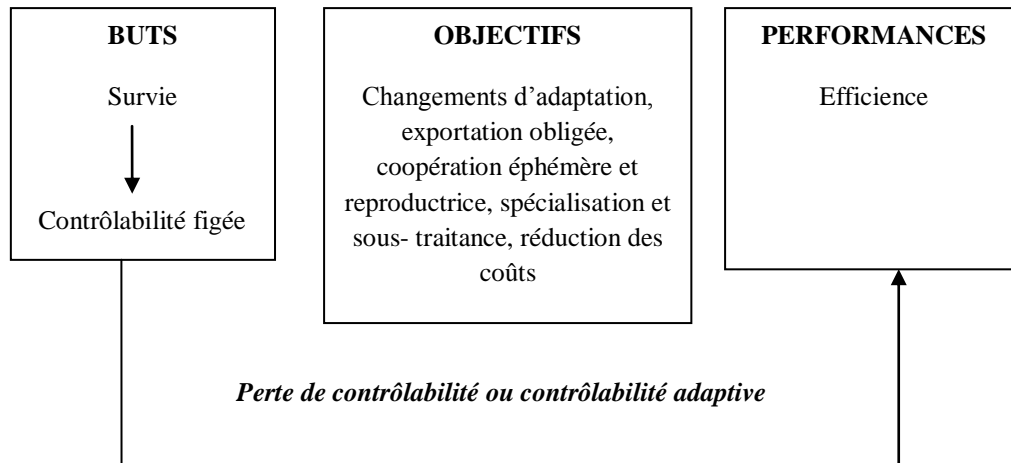 BUTS
Survie
Contrôlabilité figée
OBJECTIFS
Changements d’adaptation,
exportation obligée,
coopération éphémère et
reproductrice, spécialisation et
sous- traitance, réduction des
coûts
PERFORMANCES
Efficience
Perte de contrôlabilité ou contrôlabilité adaptive